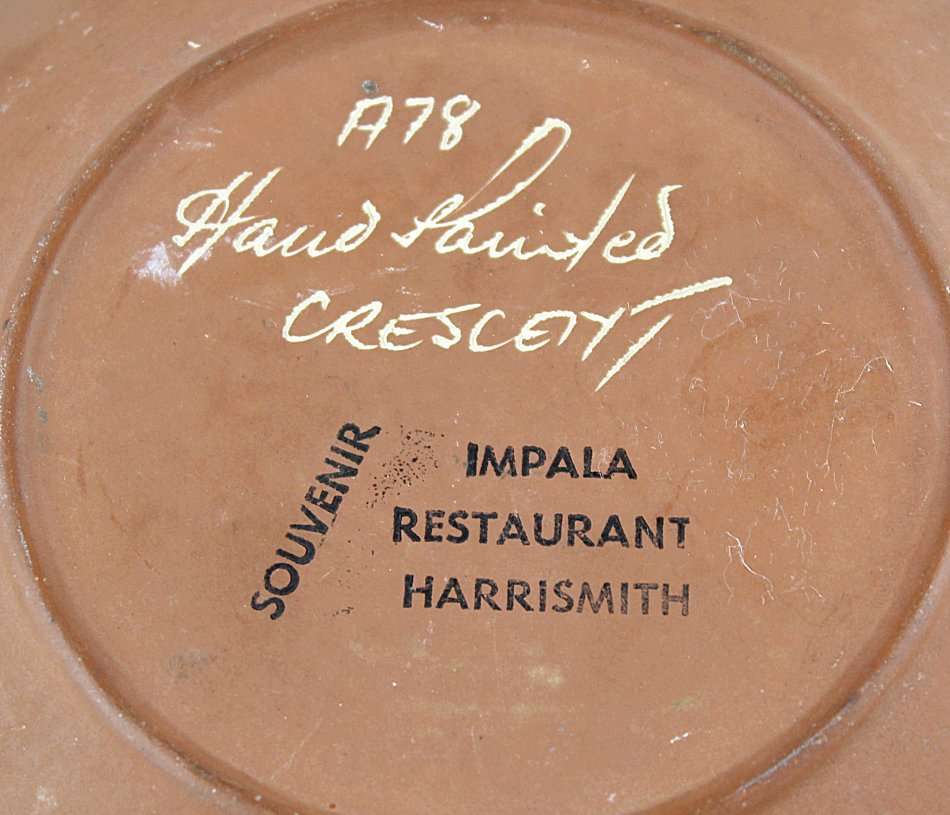 A78
Hand Painted
CRESCENT
SOUVENIR
IMPALA
RESTAURANT
HARRISMITH